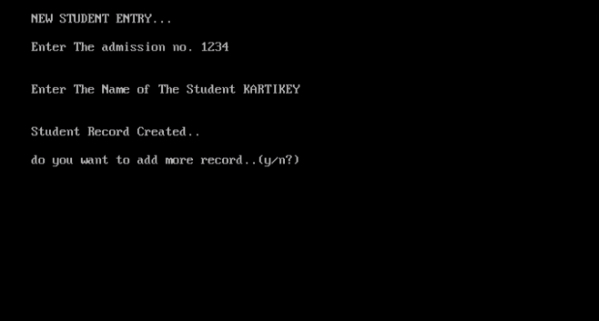 NEW STUDENT ENTRY...
Enter The admission no. 1234
Enter The Name of The Student KARTIKEY
Student Record Created..
do you want to add more record..(y/n?)